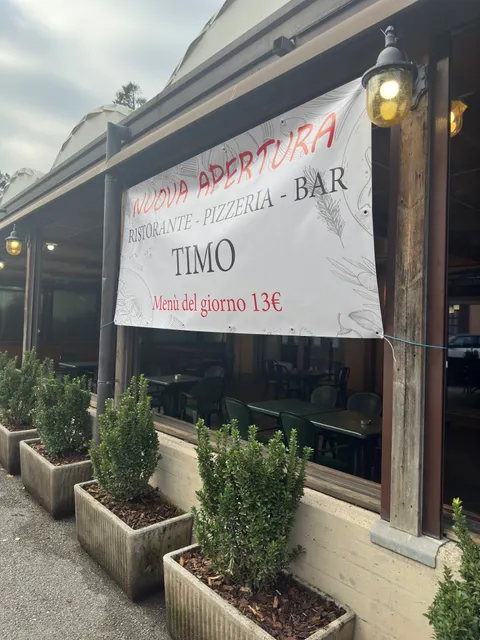 NUOVA APERTURA
RISTORANTE - PIZZERIA - BAR
TIMO
Menù del giorno 13€